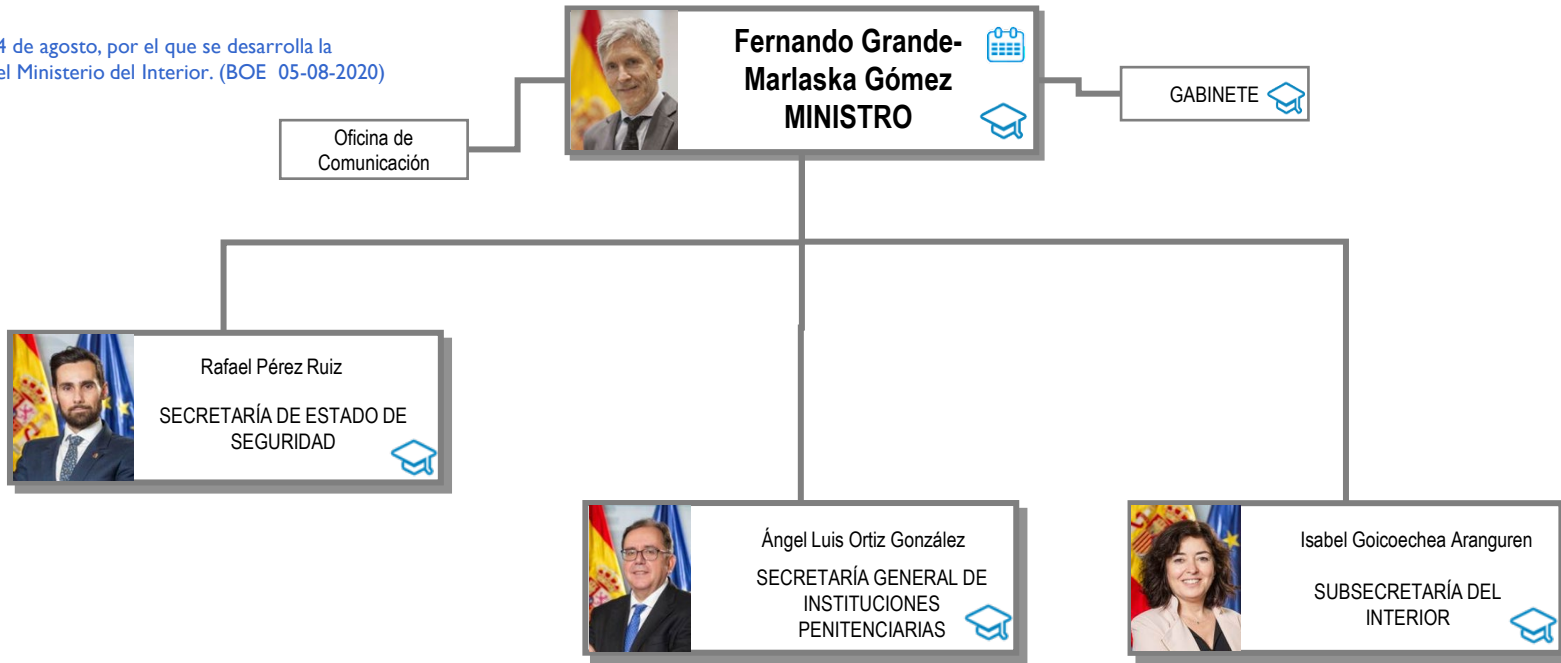 4 de agosto, por el que se desarrolla la
el Ministerio del Interior. (BOE 05-08-2020)
Fernando Grande-
Marlaska Gómez
MINISTRO
GABINETE
Oficina de
Comunicación
Rafael Pérez Ruiz
SECRETARÍA DE ESTADO DE
SEGURIDAD
Ángel Luis Ortiz González
SECRETARÍA GENERAL DE
INSTITUCIONES
PENITENCIARIAS
Isabel Goicoechea Aranguren
SUBSECRETARÍA DEL
INTERIOR